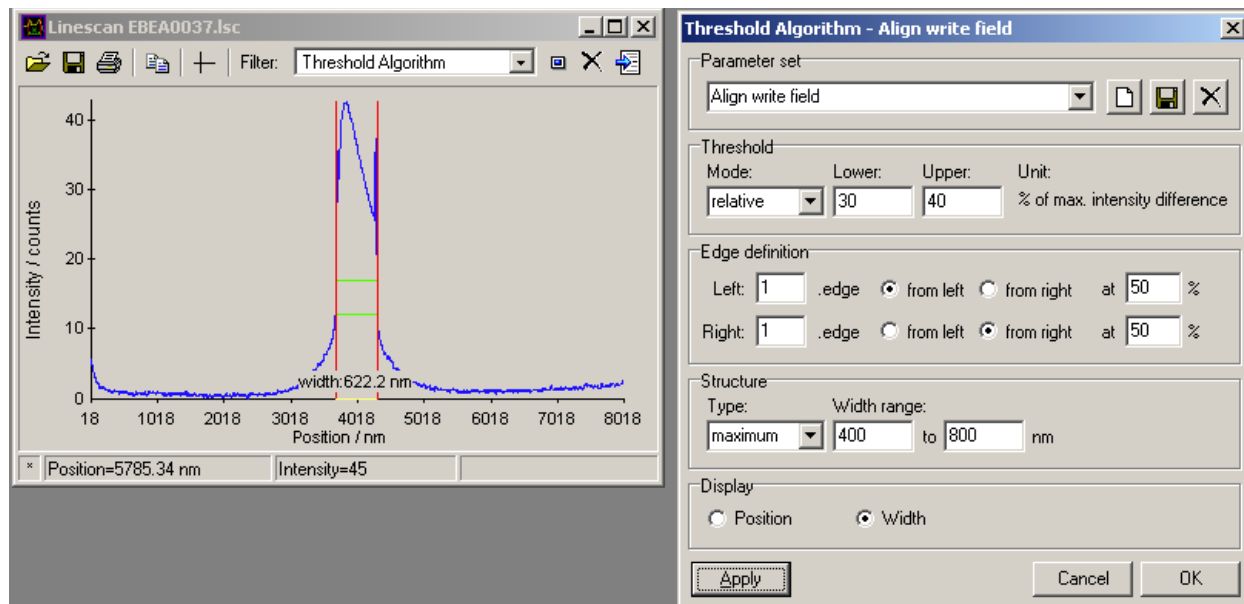 Linescan EBEA0037.lsc
Filter: Threshold Algorithm
Intensity / counts
40
30
20
10
0
width:622.2 nm
18 1018 2018 3018 4018 5018 6018 7018 8018
Position / nm
* Position=5785.34 nm Intensity=45
Threshold Algorithm - Align write field
Parameter set
Align write field
Threshold
Mode: Lower: Upper: Unit:
relative 30 40 % of max. intensity difference
Edge definition
Left: 1 .edge from left from right at 50 %
Right: 1 .edge from left from right at 50 %
Structure
Type: Width range:
maximum 400 to 800 nm
Display
Position Width
Apply Cancel OK